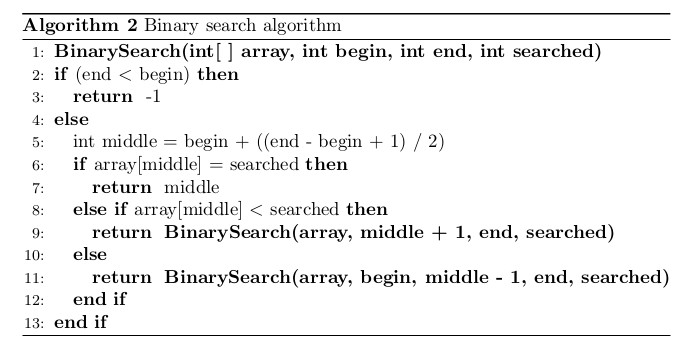 Algorithm 2 Binary search algorithm
1: BinarySearch(int[ ] array, int begin, int end, int searched)
2: if (end < begin) then
3: return -1
4: else
5: int middle = begin + ((end - begin + 1) / 2)
6: if array[middle] = searched then
7: return middle
8: else if array[middle] < searched then
9: return BinarySearch(array, middle + 1, end, searched)
10: else
11: return BinarySearch(array, begin, middle - 1, end, searched)
12: end if
13: end if